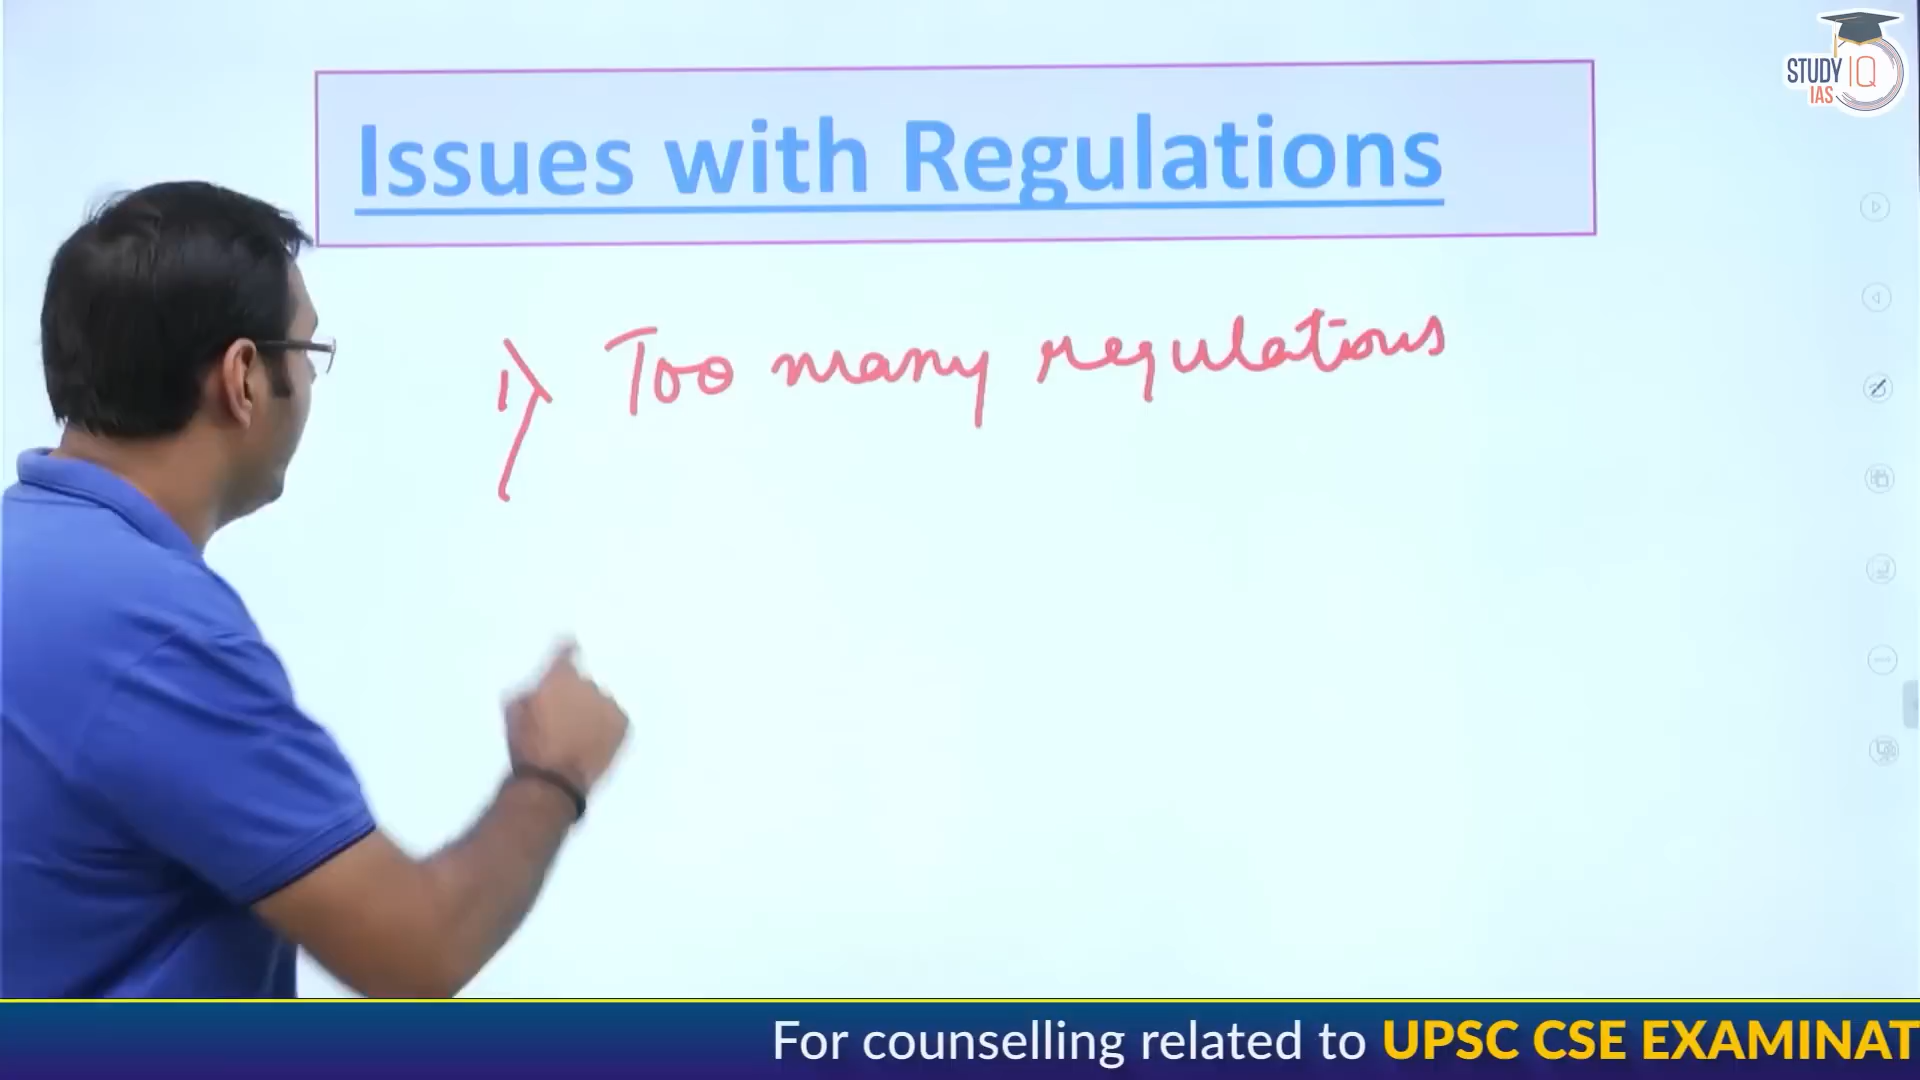 STUDY IQ
IAS
Issues with Regulations
1) Too many regulations
For counselling related to UPSC CSE EXAMINAT